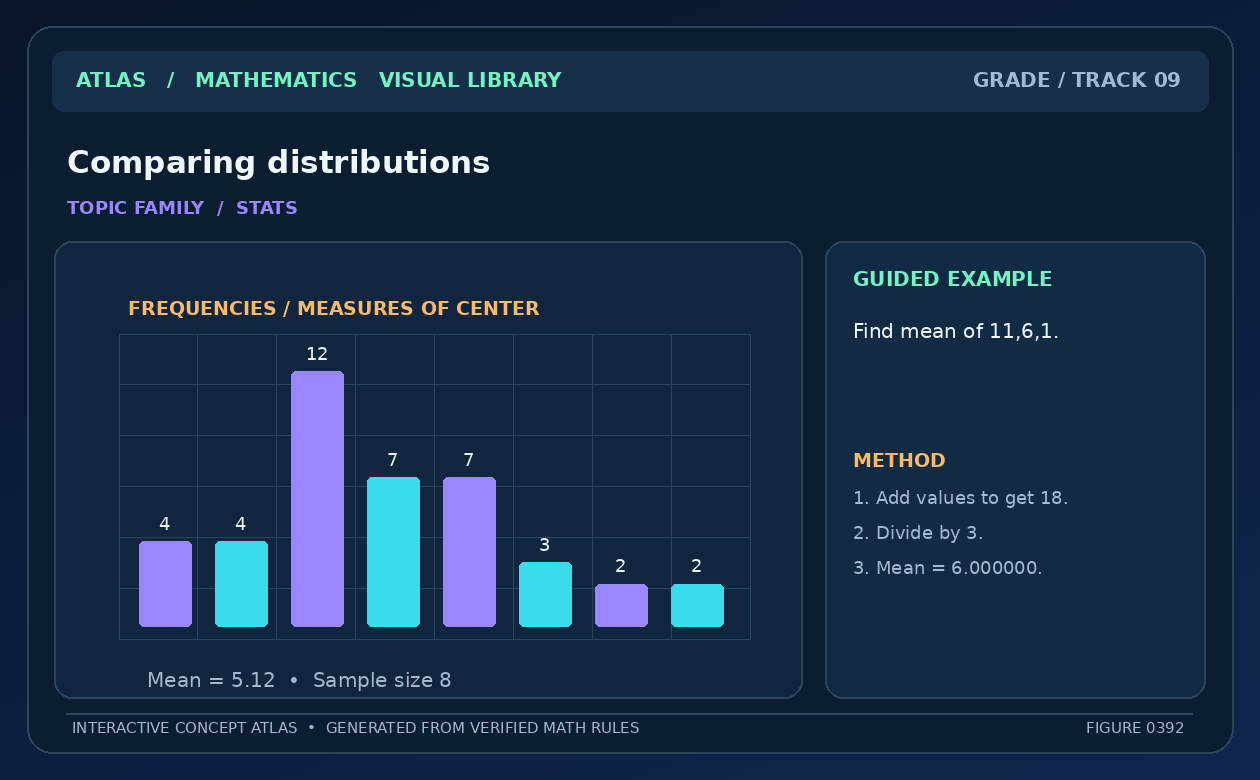 ATLAS / MATHEMATICS VISUAL LIBRARY
GRADE / TRACK 09
Comparing distributions
TOPIC FAMILY / STATS
FREQUENCIES / MEASURES OF CENTER
4
4
12
7
7
3
2
2
Mean = 5.12 • Sample size 8
GUIDED EXAMPLE
Find mean of 11,6,1.
METHOD
1. Add values to get 18.
2. Divide by 3.
3. Mean = 6.000000.
INTERACTIVE CONCEPT ATLAS • GENERATED FROM VERIFIED MATH RULES
FIGURE 0392